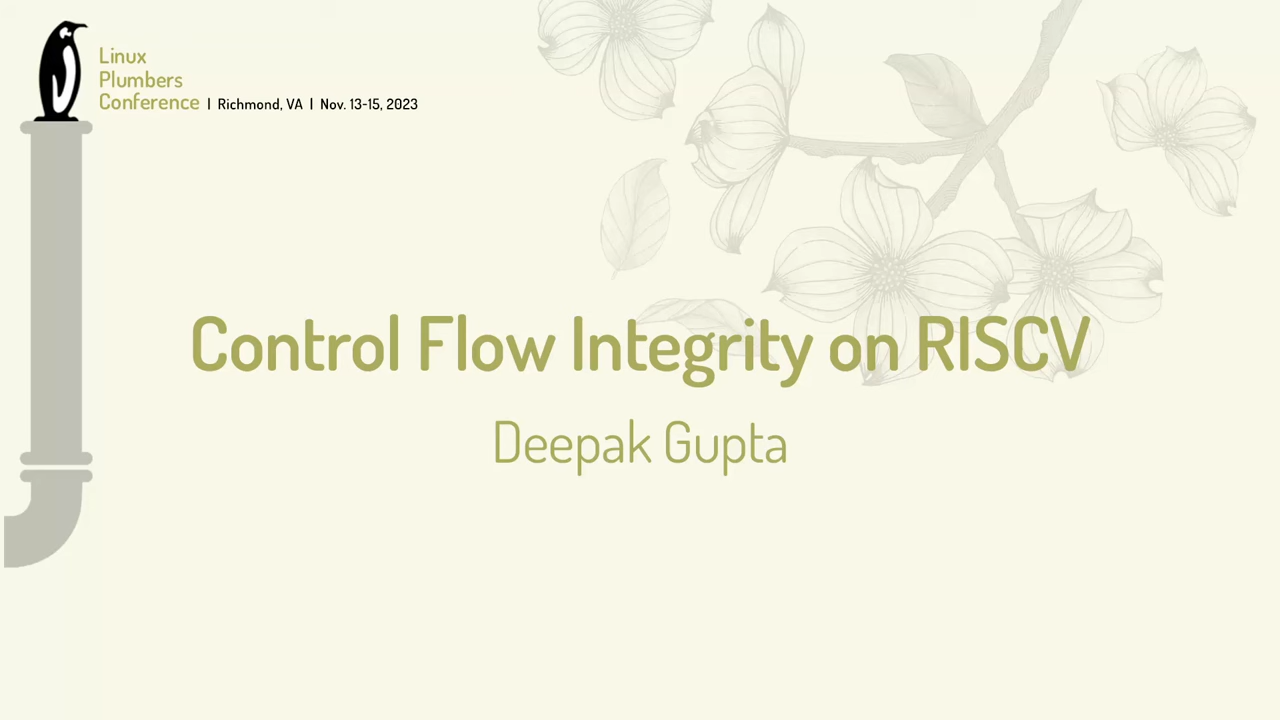 Linux
Plumbers
Conference | Richmond, VA | Nov. 13-15, 2023
Control Flow Integrity on RISCV
Deepak Gupta